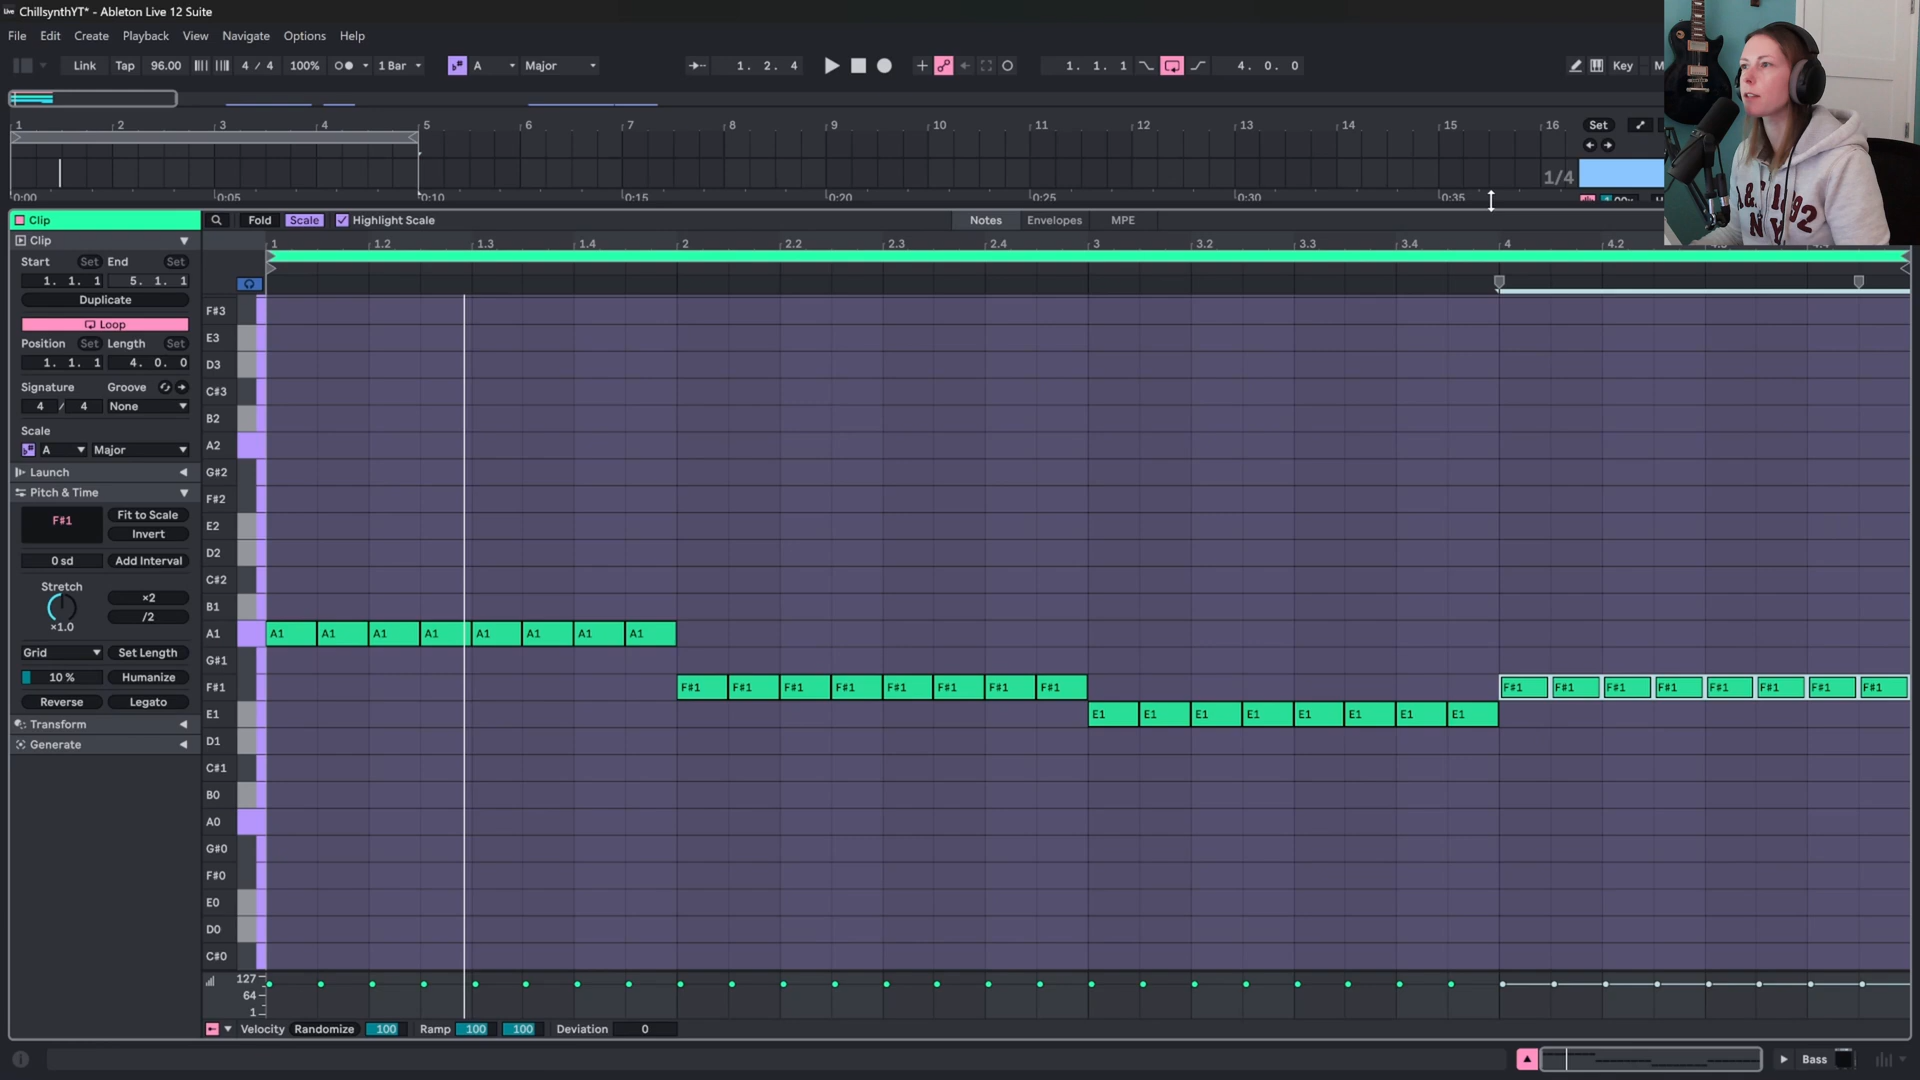 ChillsynthYT* - Ableton Live 12 Suite
File Edit Create Playback View Navigate Options Help
Link Tap 96.00 4 / 4 100% 1 Bar A Major 1. 2. 4 1. 1. 1 4. 0. 0 Key
1 2 3 4 5 6 7 8 9 10 11 12 13 14 15 16 Set
1/4
0:00 0:05 0:10 0:15 0:20 0:25 0:30 0:35
Clip Fold Scale Highlight Scale Notes Envelopes MPE
Clip
1 1.2 1.3 1.4 2 2.2 2.3 2.4 3 3.2 3.3 3.4 4 4.2
Start Set End Set
1. 1. 1 5. 1. 1
Duplicate
Loop
Position Set Length Set
1. 1. 1 4. 0. 0
Signature Groove
4 / 4 None
Scale
A Major
Launch
Pitch & Time
F#1 Fit to Scale
Invert
0 sd Add Interval
Stretch
×2
/2
×1.0
Grid Set Length
10 % Humanize
Reverse Legato
Transform
Generate
F#3
E3
D3
C#3
B2
A2
G#2
F#2
E2
D2
C#2
B1
A1 A1 A1 A1 A1 A1 A1 A1 A1
G#1
F#1 F#1 F#1 F#1 F#1 F#1 F#1 F#1 F#1 F#1 F#1 F#1 F#1 F#1 F#1 F#1 F#1
E1 E1 E1 E1 E1 E1 E1 E1 E1
D1
C#1
B0
A0
G#0
F#0
E0
D0
C#0
127
64
1
Velocity Randomize 100 Ramp 100 100 Deviation 0
Bass